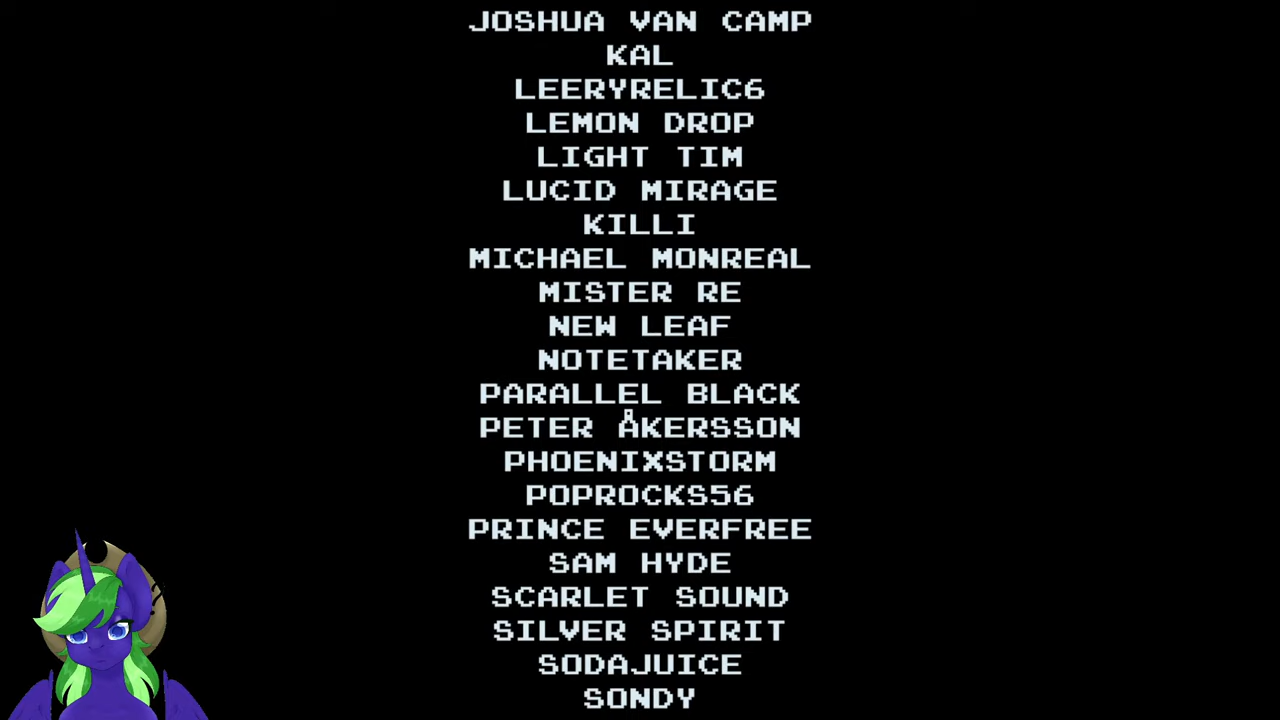 JOSHUA VAN CAMP
KAL
LEERYRELIC6
LEMON DROP
LIGHT TIM
LUCID MIRAGE
KILLI
MICHAEL MONREAL
MISTER RE
NEW LEAF
NOTETAKER
PARALLEL BLACK
PETER ÅKERSSON
PHOENIXSTORM
POPROCKS56
PRINCE EVERFREE
SAM HYDE
SCARLET SOUND
SILVER SPIRIT
SODAJUICE
SONDY